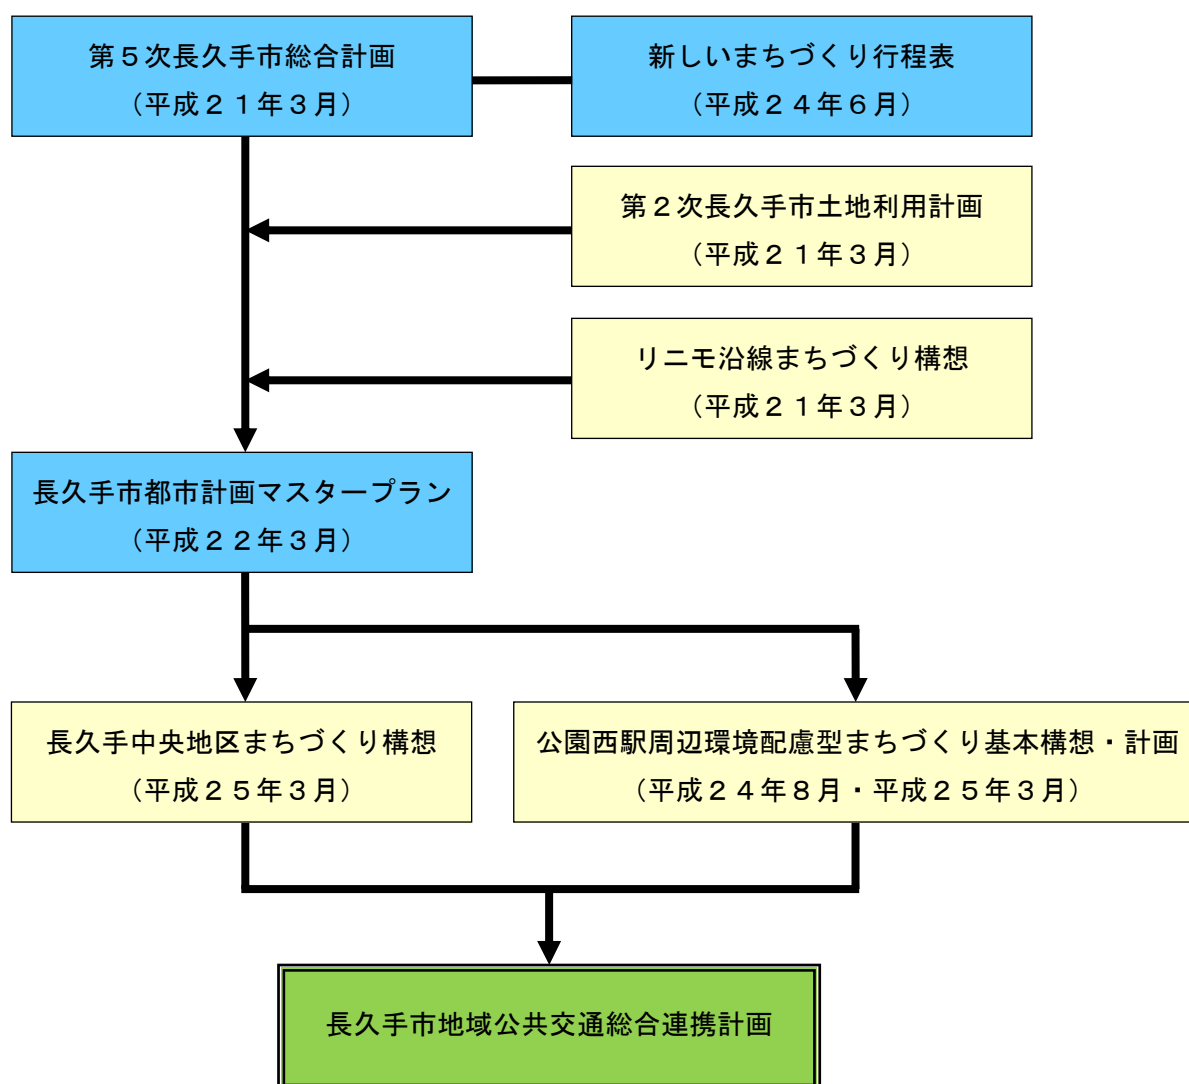 第５次長久手市総合計画
（平成２１年３月）
新しいまちづくり行程表
（平成２４年６月）
第２次長久手市土地利用計画
（平成２１年３月）
リニモ沿線まちづくり構想
（平成２１年３月）
長久手市都市計画マスタープラン
（平成２２年３月）
長久手中央地区まちづくり構想
（平成２５年３月）
公園西駅周辺環境配慮型まちづくり基本構想・計画
（平成２４年８月・平成２５年３月）
長久手市地域公共交通総合連携計画